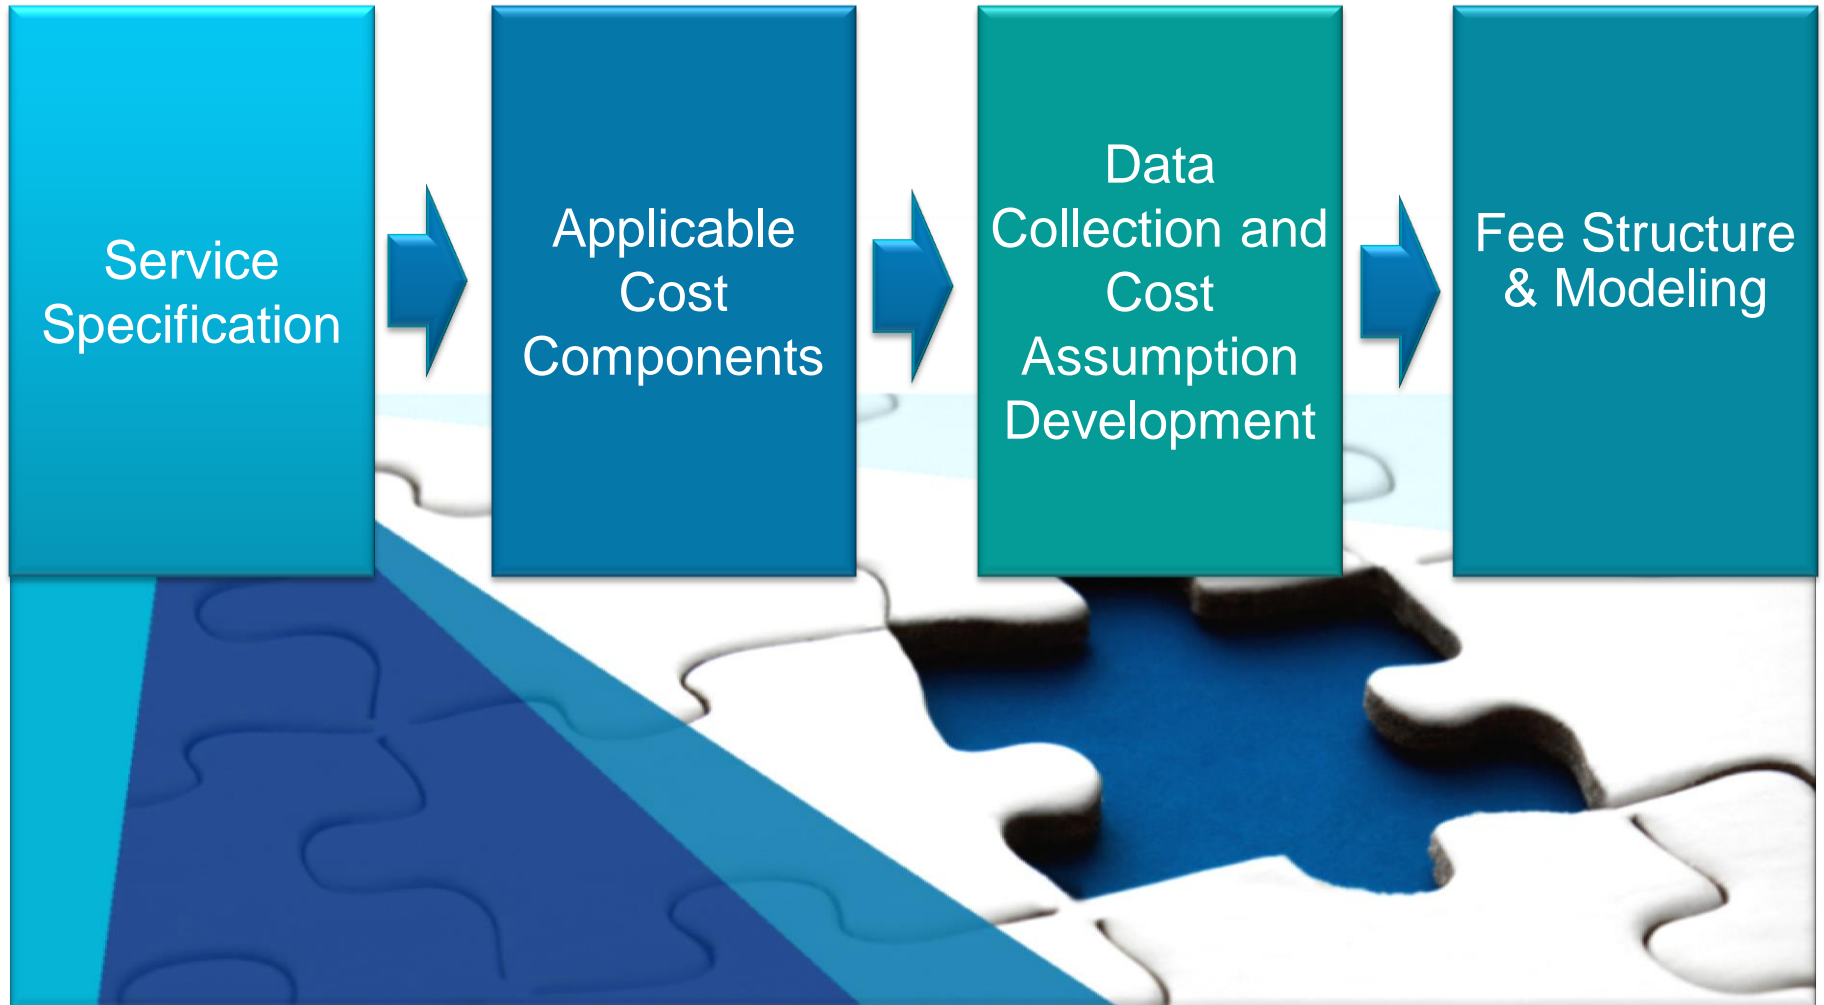 Service
Specification
Applicable
Cost
Components
Data
Collection and
Cost
Assumption
Development
Fee Structure
& Modeling